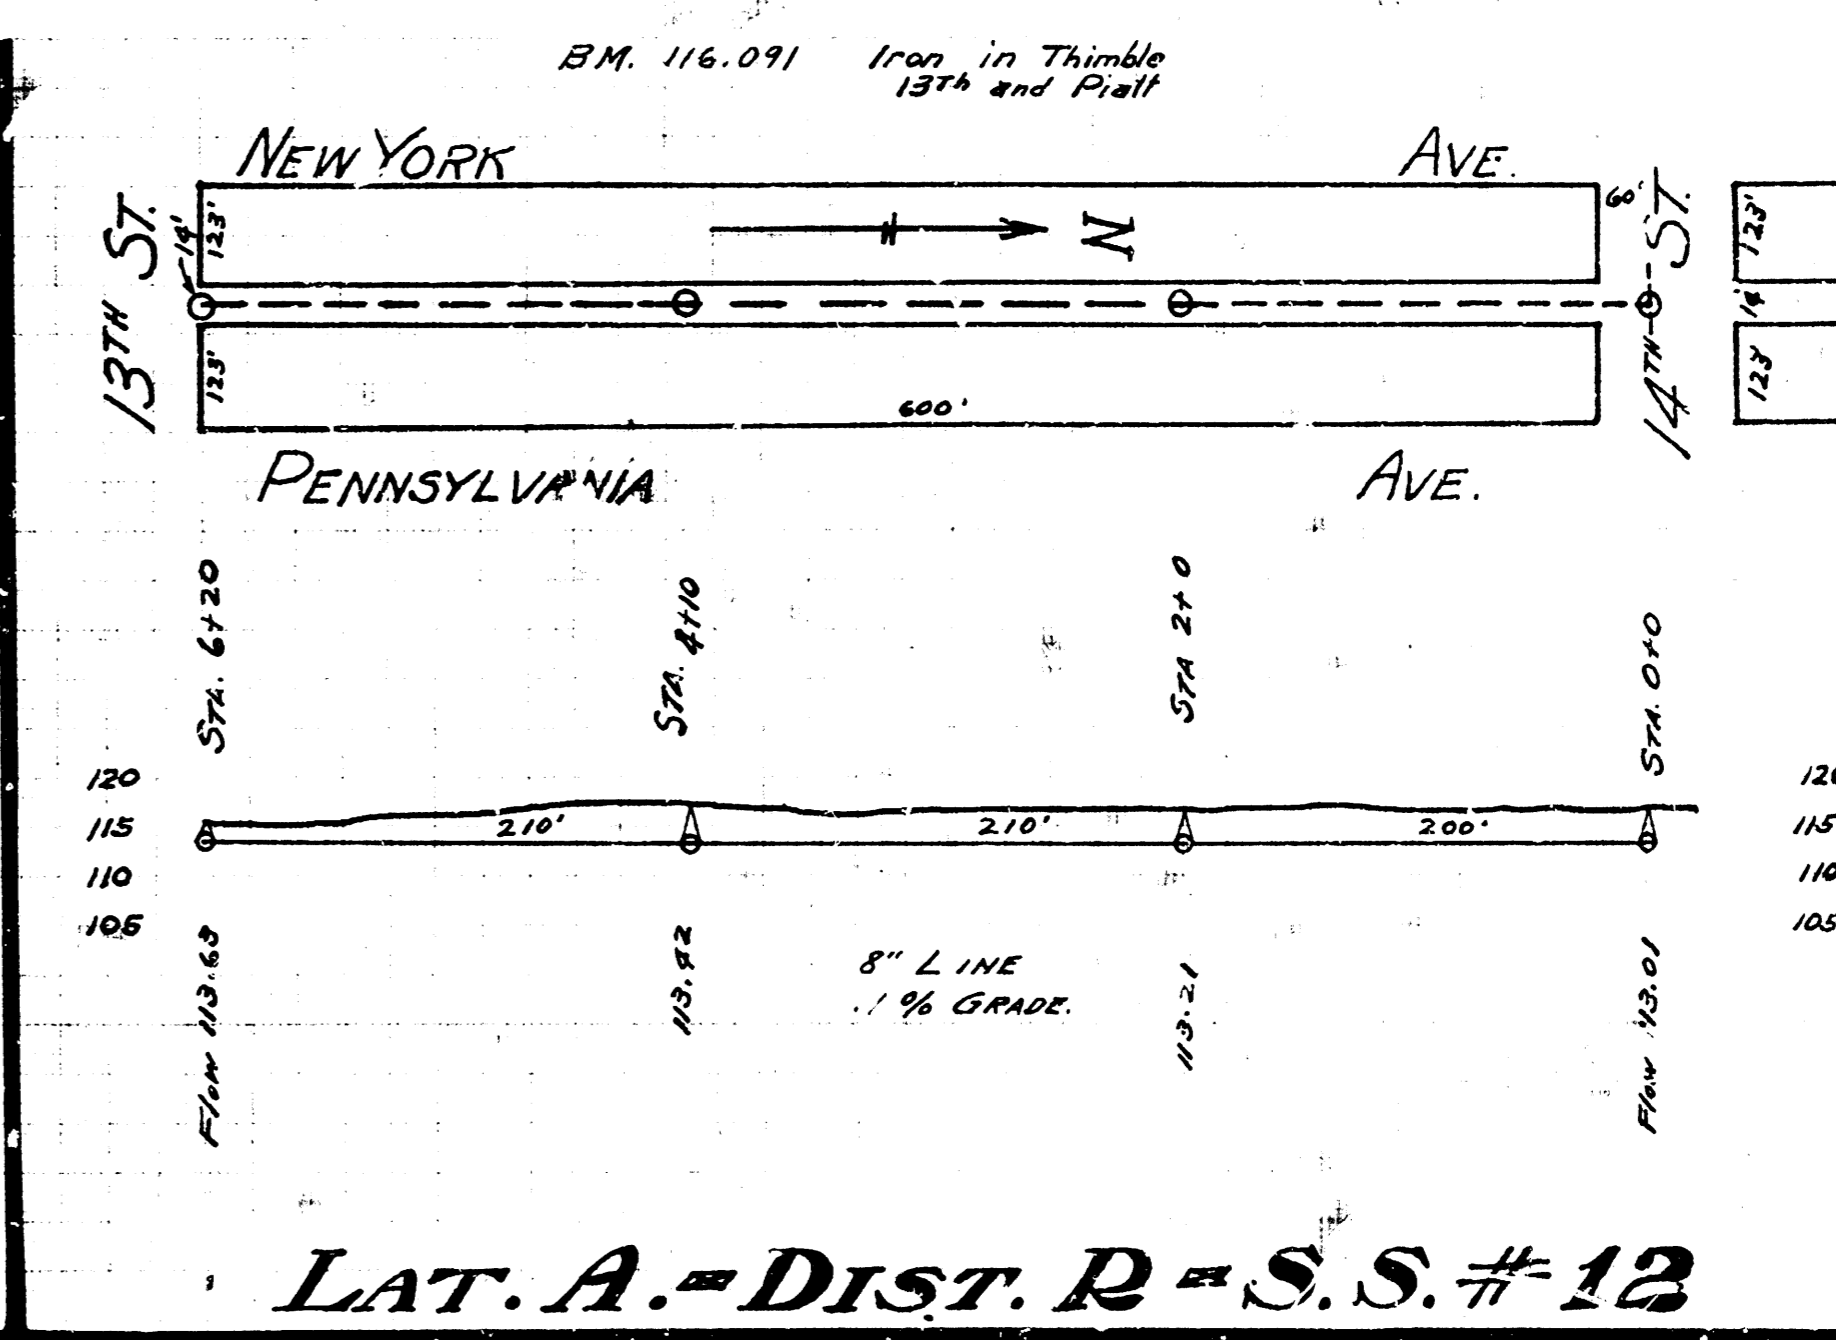 BM. 116.091 Iron in Thimble
13Th and Piatt
NEW YORK AVE.
13TH ST.
14'
123'
N
60'
14TH ST.
123'
14'
123'
600'
123'
PENNSYLVANIA AVE.
STA. 6+20
STA. 4+10
STA 2+0
STA. 0+0
120
115
110
105
210'
210'
200'
120
115
110
105
Flow 113.63
113.42
8" LINE
.1 % GRADE.
113.21
Flow 113.01
LAT. A.=DIST. R=S.S.#12